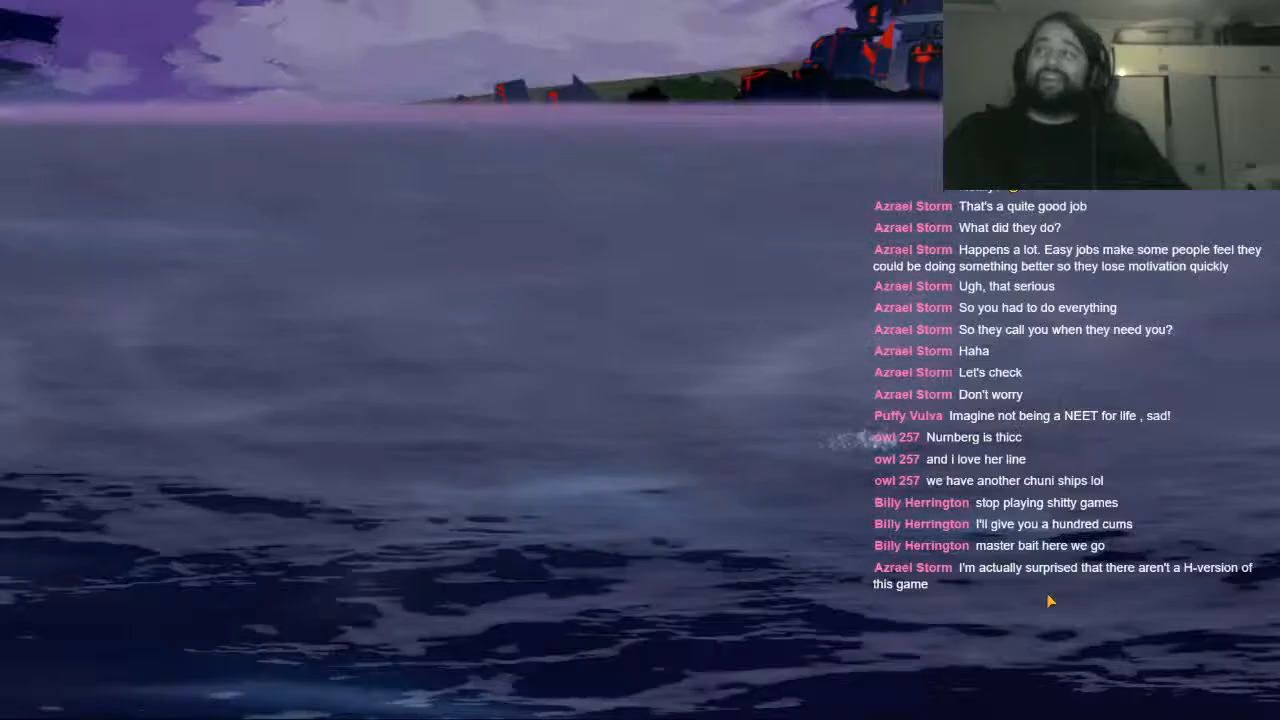 Azrael Storm That's a quite good job
Azrael Storm What did they do?
Azrael Storm Happens a lot. Easy jobs make some people feel they
could be doing something better so they lose motivation quickly
Azrael Storm Ugh, that serious
Azrael Storm So you had to do everything
Azrael Storm So they call you when they need you?
Azrael Storm Haha
Azrael Storm Let's check
Azrael Storm Don't worry
Puffy Vulva Imagine not being a NEET for life , sad!
owl 257 Nurnberg is thicc
owl 257 and i love her line
owl 257 we have another chuni ships lol
Billy Herrington stop playing shitty games
Billy Herrington I'll give you a hundred cums
Billy Herrington master bait here we go
Azrael Storm I'm actually surprised that there aren't a H-version of
this game